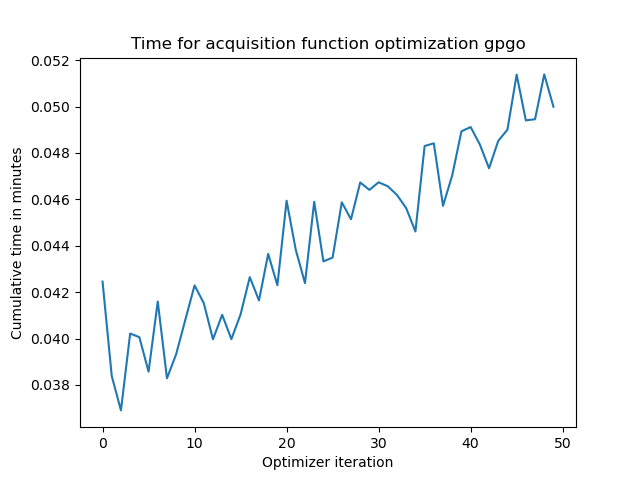 Time for acquisition function optimization gpgo
0.052
0.050
0.048
0.046
0.044
0.042
0.040
0.038
Cumulative time in minutes
0 10 20 30 40 50
Optimizer iteration